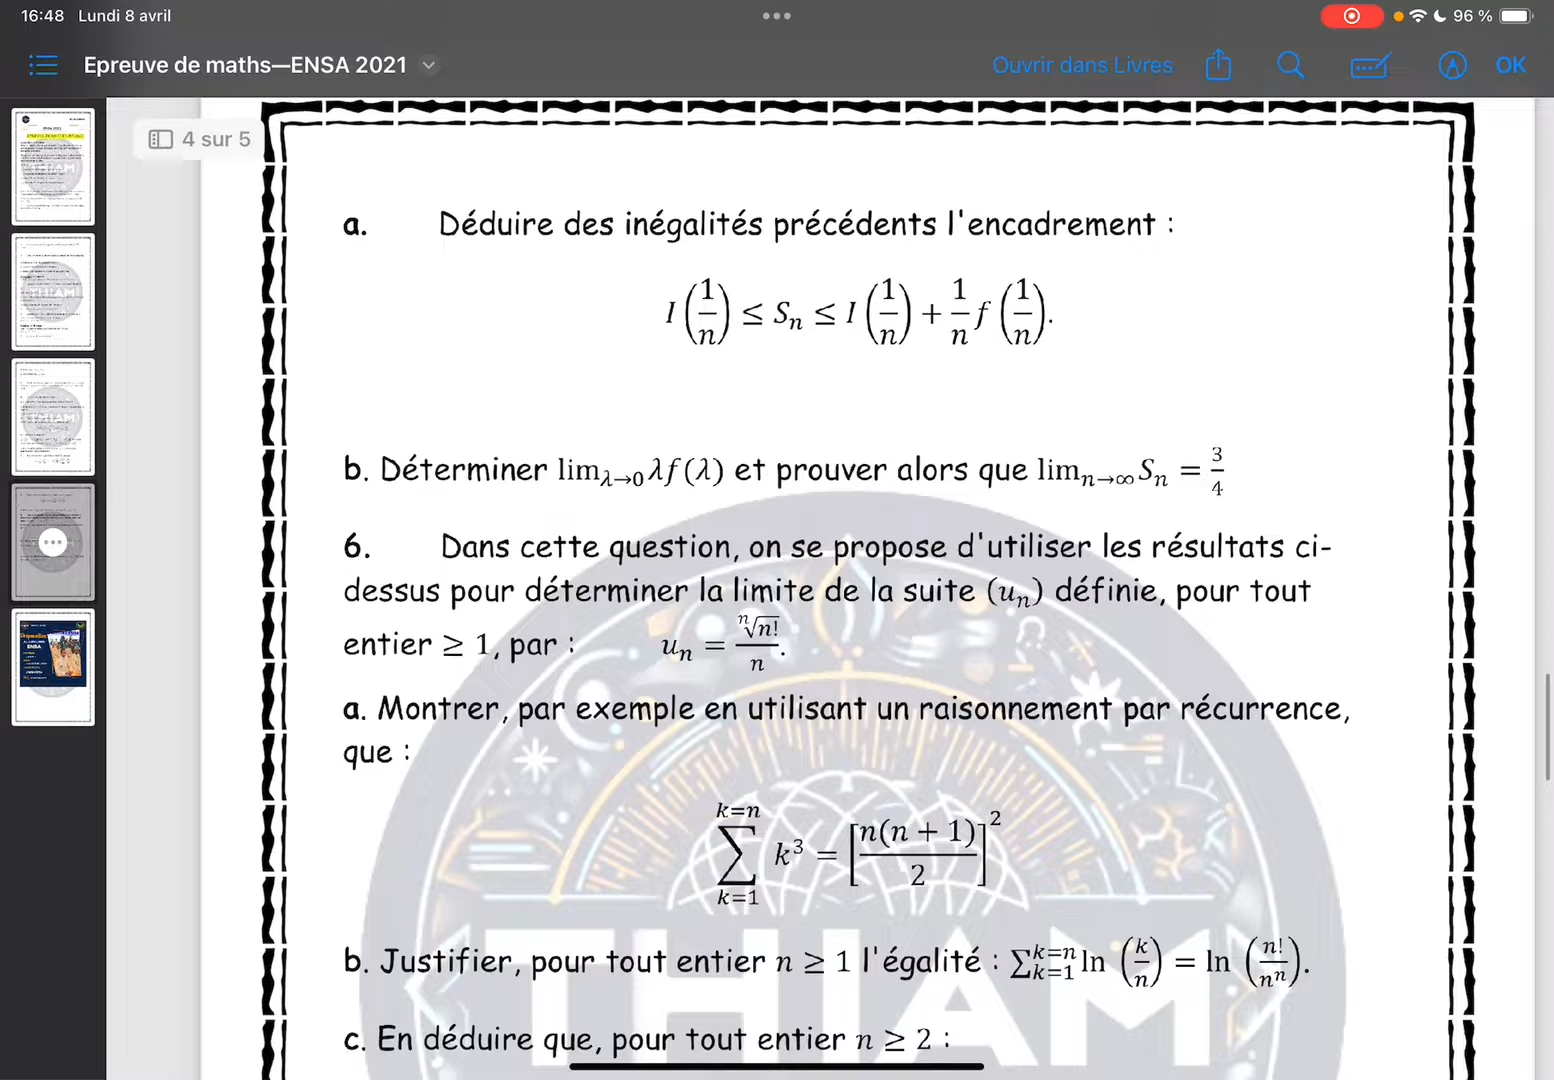 16:48 Lundi 8 avril
96 %
Epreuve de maths—ENSA 2021
Ouvrir dans Livres
OK
4 sur 5
a. Déduire des inégalités précédents l'encadrement :
I(1/n) ≤ Sₙ ≤ I(1/n) + 1/n f(1/n).
b. Déterminer lim_{λ→0} λf(λ) et prouver alors que lim_{n→∞} Sₙ = 3/4
6. Dans cette question, on se propose d'utiliser les résultats ci-
dessus pour déterminer la limite de la suite (uₙ) définie, pour tout
entier ≥ 1, par : uₙ = ⁿ√n! / n.
a. Montrer, par exemple en utilisant un raisonnement par récurrence,
que :
∑_{k=1}^{k=n} k³ = [n(n + 1)/2]²
b. Justifier, pour tout entier n ≥ 1 l'égalité : ∑_{k=1}^{k=n} ln (k/n) = ln (n!/nⁿ).
c. En déduire que, pour tout entier n ≥ 2 :
THIAM